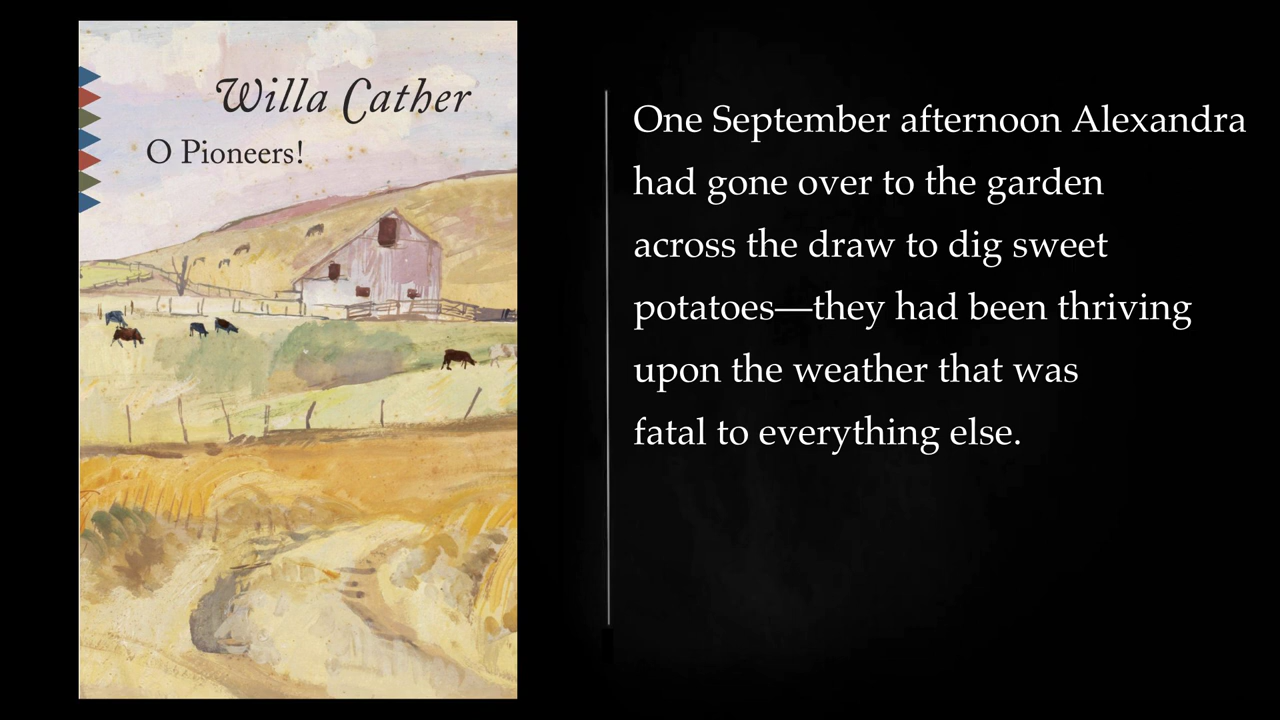 Willa Cather
O Pioneers!
One September afternoon Alexandra
had gone over to the garden
across the draw to dig sweet
potatoes—they had been thriving
upon the weather that was
fatal to everything else.